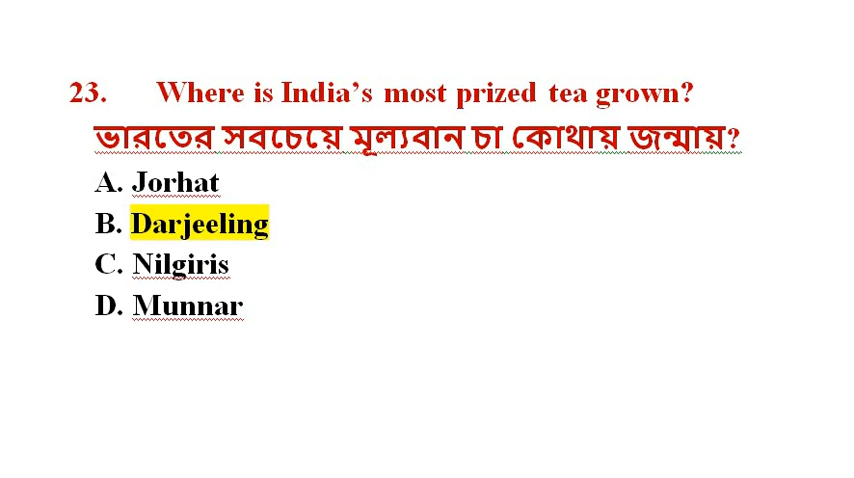 23. Where is India’s most prized tea grown?
ভারতের সবচেয়ে মূল্যবান চা কোথায় জন্মায়?
A. Jorhat
B. Darjeeling
C. Nilgiris
D. Munnar